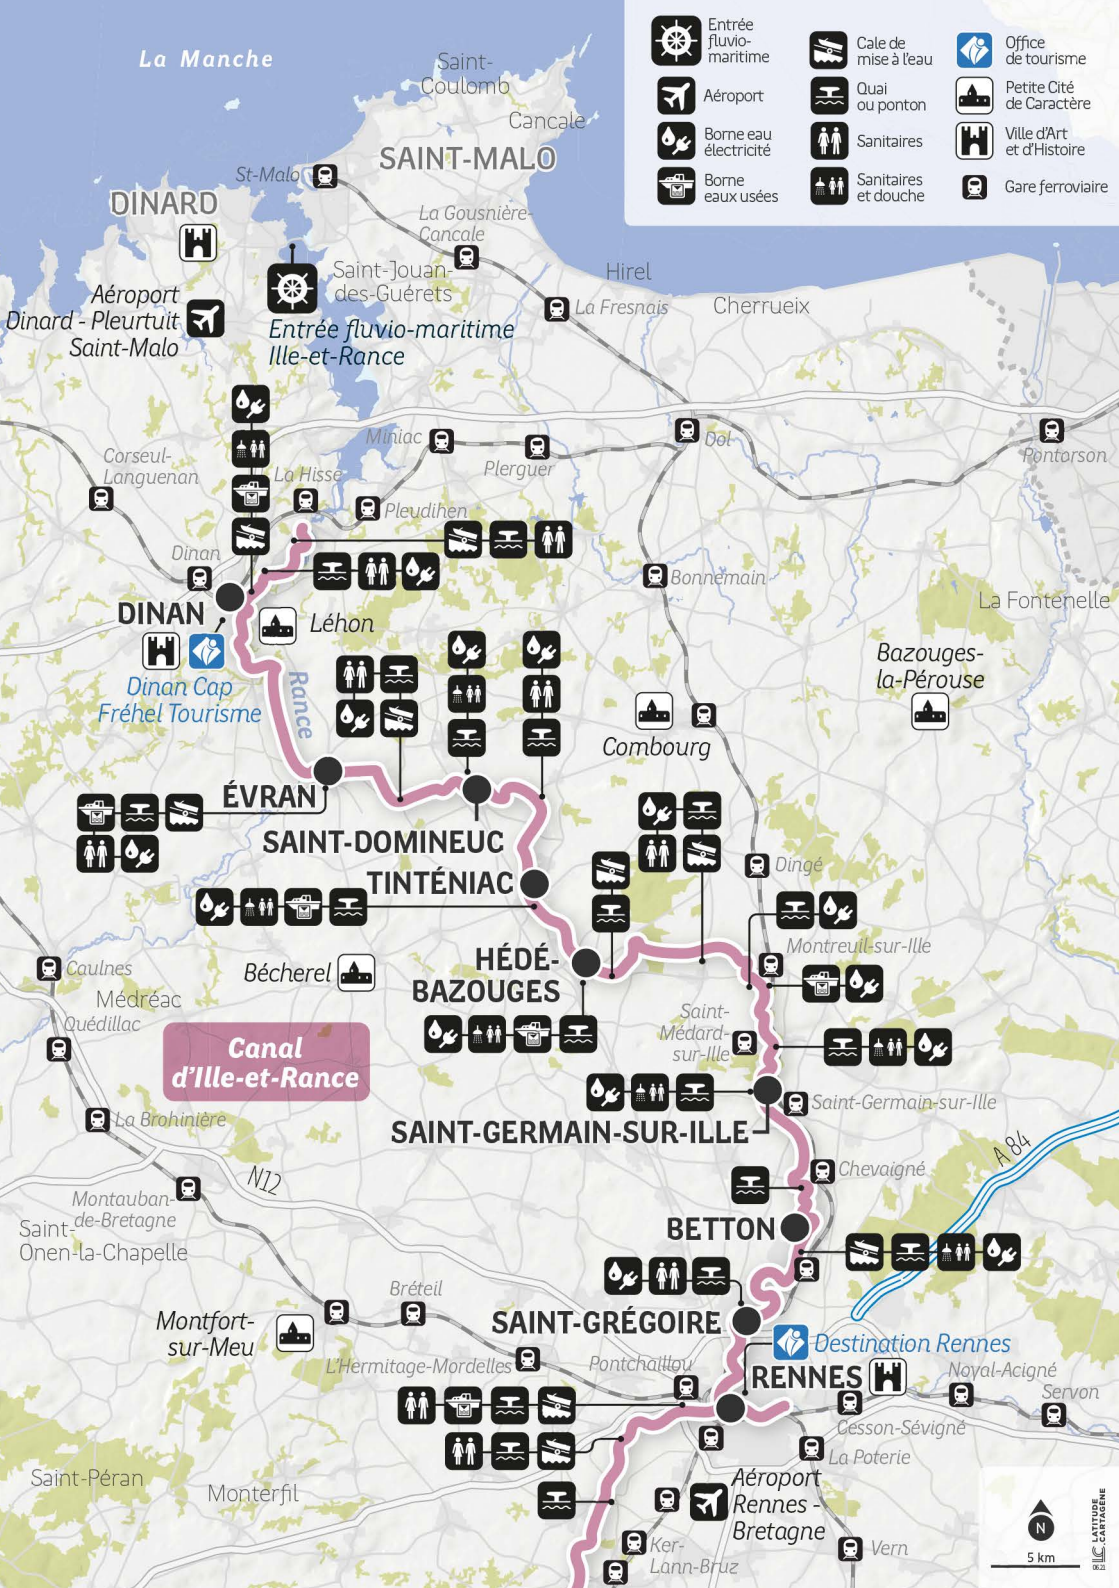 La Manche
Entrée
fluvio-
maritime
Aéroport
Borne eau
électricité
Borne
eaux usées
Cale de
mise à l'eau
Quai
ou ponton
Sanitaires
Sanitaires
et douche
Office
de tourisme
Petite Cité
de Caractère
Ville d'Art
et d'Histoire
Gare ferroviaire
Saint-
Coulomb
Cancale
SAINT-MALO
St-Malo
DINARD
La Gousnière-
Cancale
Saint-Jouan-
des-Guérets
Hirel
La Fresnais
Cherrueix
Aéroport
Dinard - Pleurtuit
Saint-Malo
Entrée fluvio-maritime
Ille-et-Rance
Miniac
Plerguer
Dol
Pontorson
Corseul-
Languenan
La Hisse
Pleudihen
Dinan
Bonnemain
La Fontenelle
DINAN
Léhon
Dinan Cap
Fréhel Tourisme
Rance
Bazouges-
la-Pérouse
Combourg
ÉVRAN
SAINT-DOMINEUC
TINTÉNIAC
Dingé
HÉDÉ-
BAZOUGES
Montreuil-sur-Ille
Bécherel
Caulnes
Médréac
Quédillac
Saint-
Médard-
sur-Ille
Canal
d'Ille-et-Rance
SAINT-GERMAIN-SUR-ILLE
Saint-Germain-sur-Ille
La Brohinière
A 84
Chevaigné
N12
Montauban-
de-Bretagne
Saint-
Onen-la-Chapelle
BETTON
Bréteil
SAINT-GRÉGOIRE
Montfort-
sur-Meu
Destination Rennes
L'Hermitage-Mordelles
Pontchaillou
RENNES
Noyal-Acigné
Servon
Cesson-Sévigné
La Poterie
Saint-Péran
Monterfil
Aéroport
Rennes -
Bretagne
Ker-
Lann-Bruz
Vern
N
5 km
LATITUDE
CARTAGÈNE